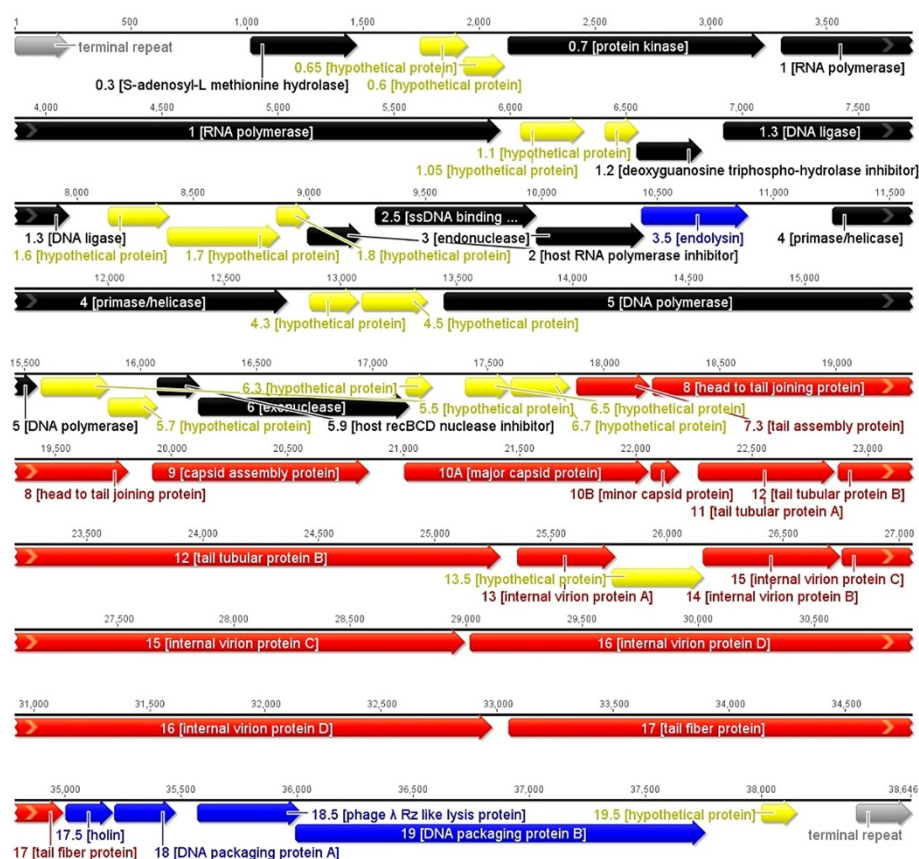 1 500 1,000 1,500 2,000 2,500 3,000 3,500
terminal repeat 0.65 [hypothetical protein] 0.7 [protein kinase]
0.3 [S-adenosyl-L methionine hydrolase] 0.6 [hypothetical protein] 1 [RNA polymerase]
4,000 4,500 5,000 5,500 6,000 6,500 7,000 7,500
1 [RNA polymerase] 1.1 [hypothetical protein] 1.3 [DNA ligase]
1.05 [hypothetical protein] 1.2 [deoxyguanosine triphospho-hydrolase inhibitor]
8,000 8,500 9,000 9,500 10,000 10,500 11,000 11,500
2.5 [ssDNA binding ...
1.3 [DNA ligase] 3 [endonuclease] 3.5 [endolysin] 4 [primase/helicase]
1.6 [hypothetical protein] 1.7 [hypothetical protein] 1.8 [hypothetical protein] 2 [host RNA polymerase inhibitor]
12,000 12,500 13,000 13,500 14,000 14,500 15,000
4 [primase/helicase] 5 [DNA polymerase]
4.3 [hypothetical protein] 4.5 [hypothetical protein]
15,500 16,000 16,500 17,000 17,500 18,000 18,500 19,000
6.3 [hypothetical protein] 8 [head to tail joining protein]
6 [exonuclease] 5.5 [hypothetical protein] 6.5 [hypothetical protein]
5 [DNA polymerase] 5.7 [hypothetical protein] 5.9 [host recBCD nuclease inhibitor] 6.7 [hypothetical protein] 7.3 [tail assembly protein]
19,500 20,000 20,500 21,000 21,500 22,000 22,500 23,000
9 [capsid assembly protein] 10A [major capsid protein]
8 [head to tail joining protein] 10B [minor capsid protein] 12 [tail tubular protein B]
11 [tail tubular protein A]
23,500 24,000 24,500 25,000 25,500 26,000 26,500 27,000
12 [tail tubular protein B]
13.5 [hypothetical protein] 15 [internal virion protein C]
13 [internal virion protein A] 14 [internal virion protein B]
27,500 28,000 28,500 29,000 29,500 30,000 30,500
15 [internal virion protein C] 16 [internal virion protein D]
31,000 31,500 32,000 32,500 33,000 33,500 34,000 34,500
16 [internal virion protein D] 17 [tail fiber protein]
35,000 35,500 36,000 36,500 37,000 37,500 38,000 38,646
18.5 [phage λ Rz like lysis protein] 19.5 [hypothetical protein]
17.5 [holin] 19 [DNA packaging protein B] terminal repeat
17 [tail fiber protein] 18 [DNA packaging protein A]